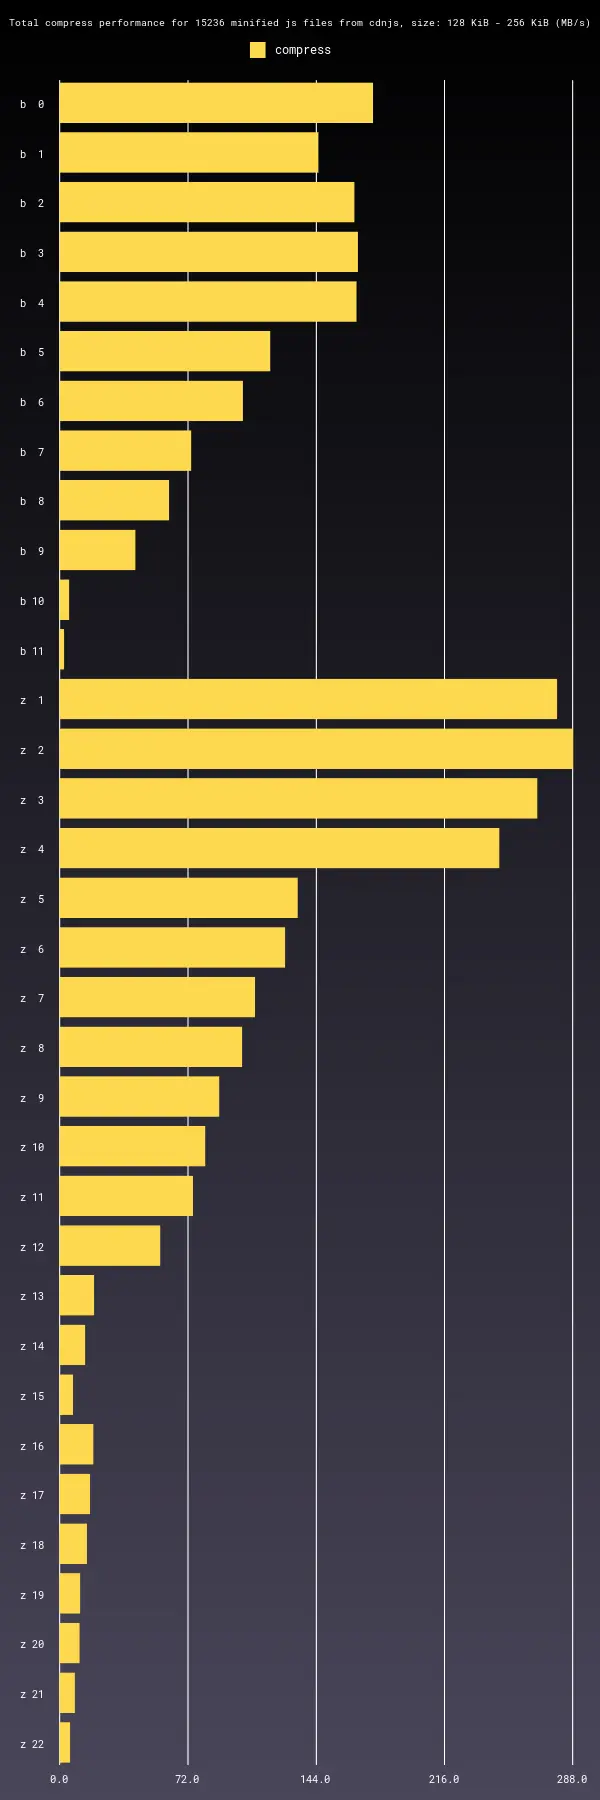 Total compress performance for 15236 minified js files from cdnjs, size: 128 KiB - 256 KiB (MB/s)
compress
b 0
b 1
b 2
b 3
b 4
b 5
b 6
b 7
b 8
b 9
b 10
b 11
z 1
z 2
z 3
z 4
z 5
z 6
z 7
z 8
z 9
z 10
z 11
z 12
z 13
z 14
z 15
z 16
z 17
z 18
z 19
z 20
z 21
z 22
0.0 72.0 144.0 216.0 288.0